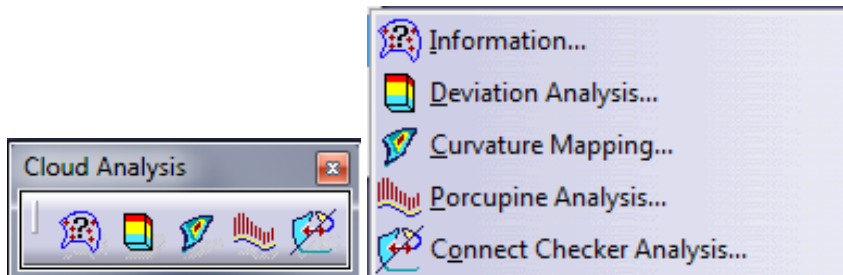 Cloud Analysis
Information...
Deviation Analysis...
Curvature Mapping...
Porcupine Analysis...
Connect Checker Analysis...